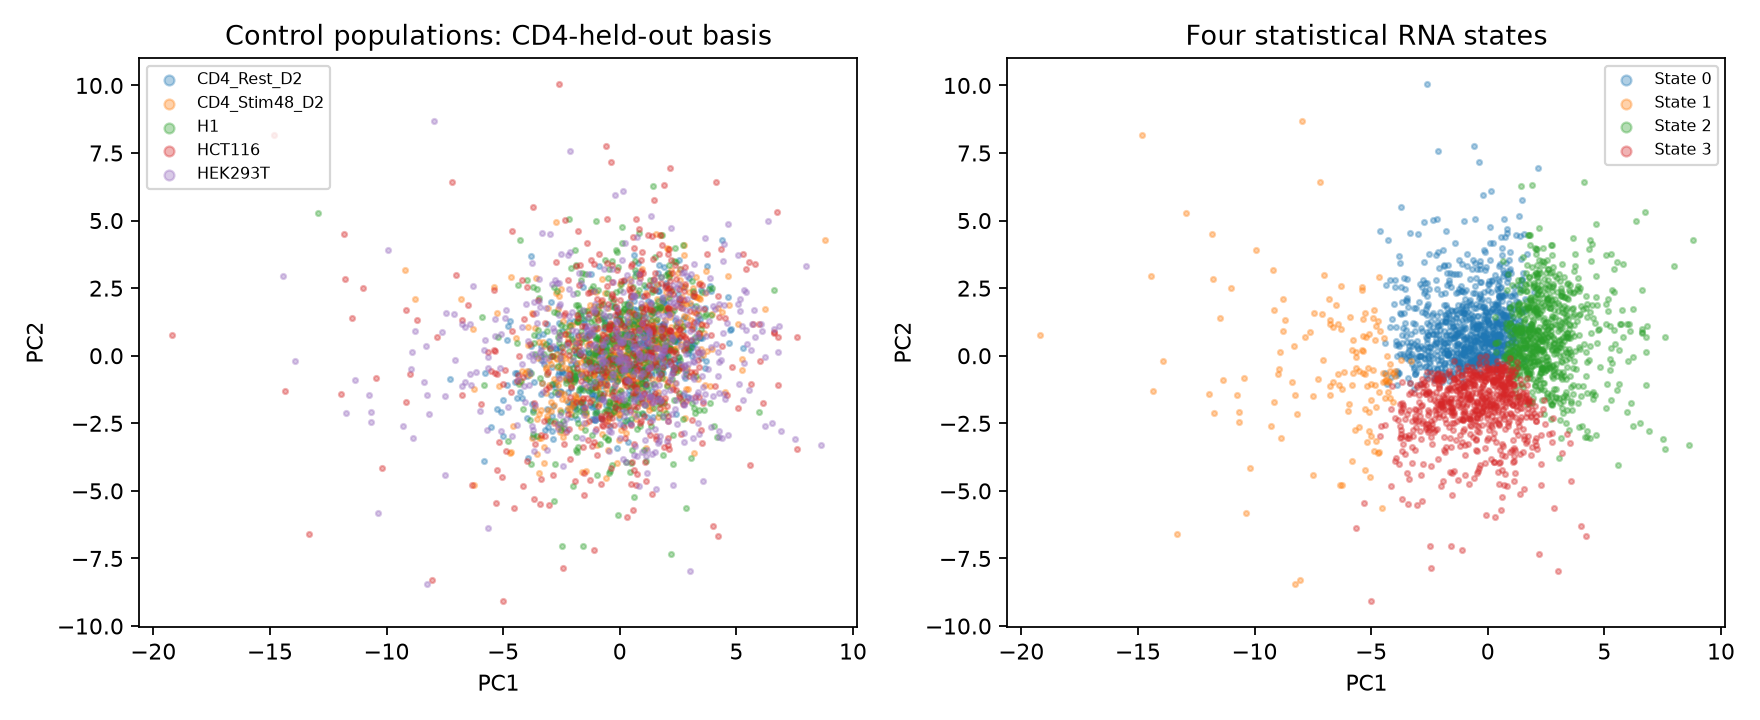 Control populations: CD4-held-out basis
10.0
7.5
5.0
2.5
0.0
−2.5
−5.0
−7.5
−10.0
PC2
CD4_Rest_D2
CD4_Stim48_D2
H1
HCT116
HEK293T
−20
−15
−10
−5
0
5
10
PC1
Four statistical RNA states
10.0
7.5
5.0
2.5
0.0
−2.5
−5.0
−7.5
−10.0
PC2
State 0
State 1
State 2
State 3
−20
−15
−10
−5
0
5
10
PC1